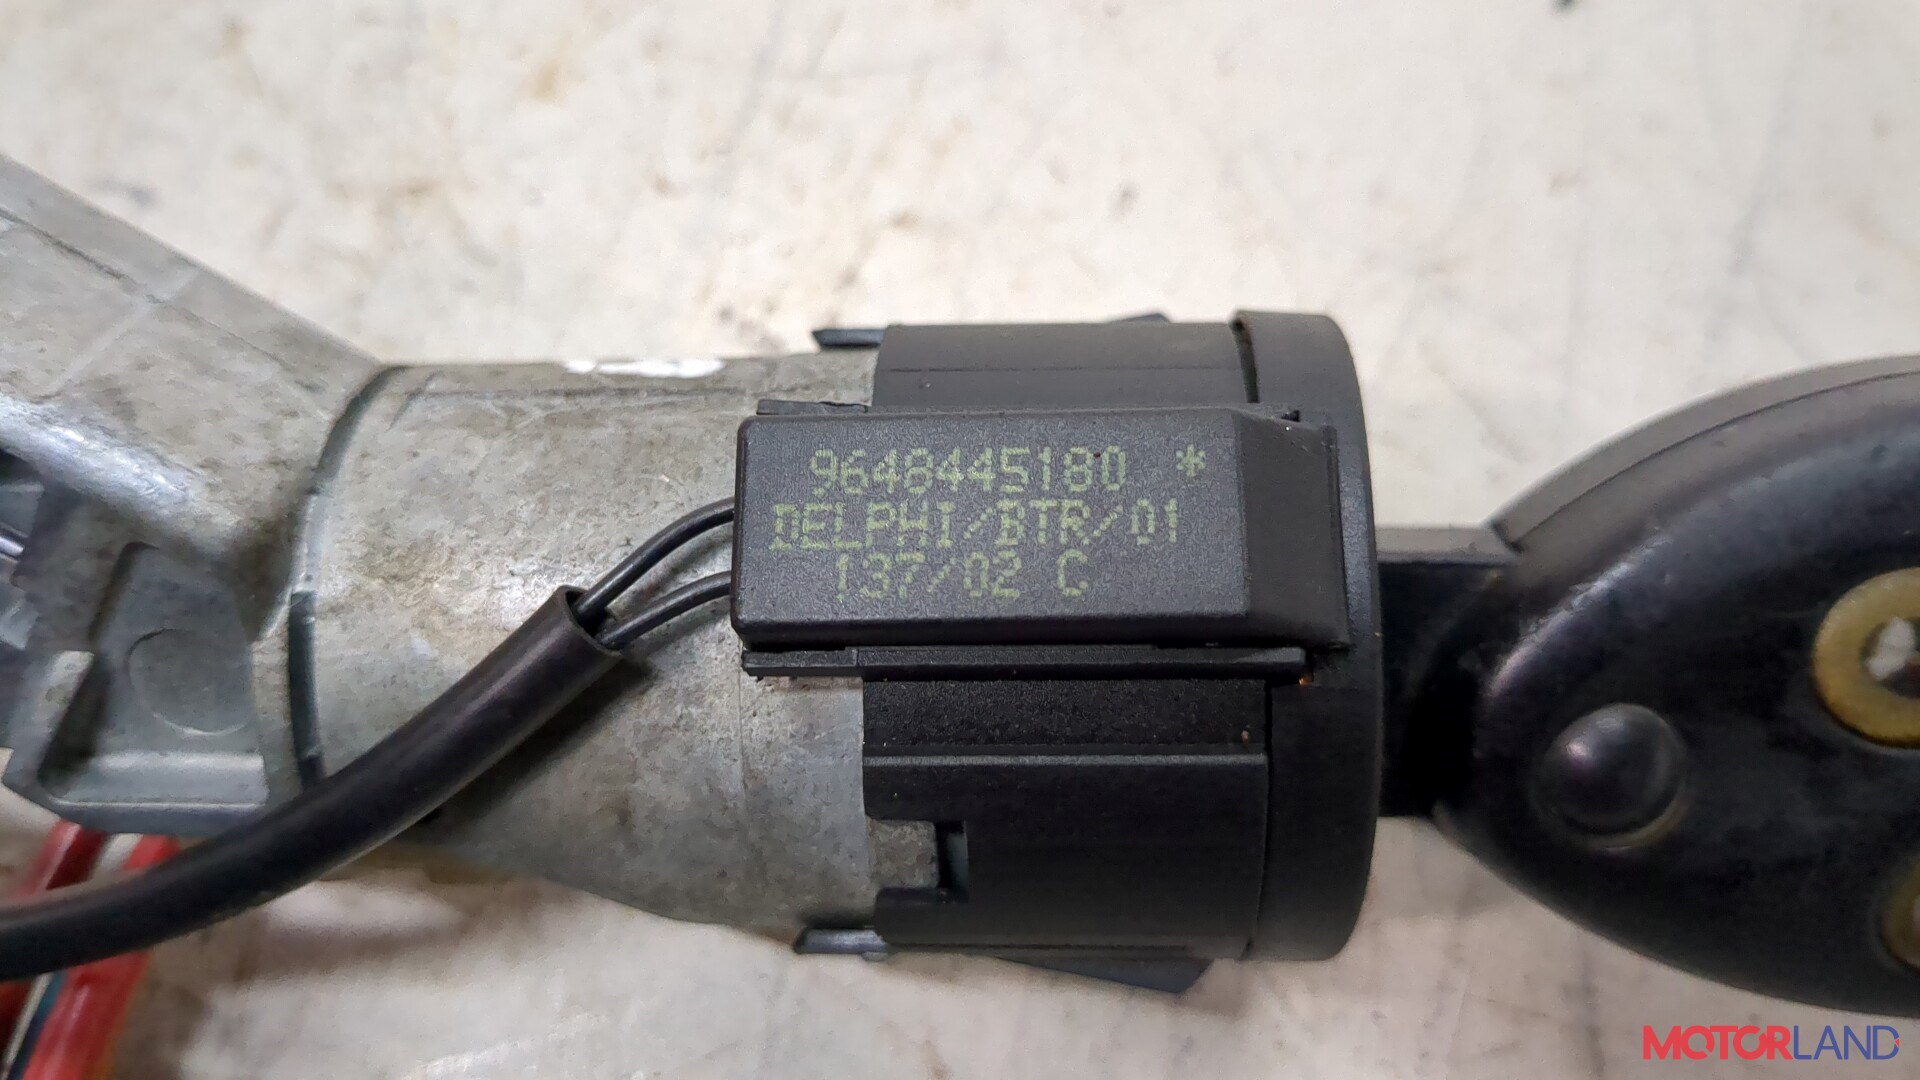 9648445180 *
DELPHI/BTR/01
137/02 C
MOTORLAND